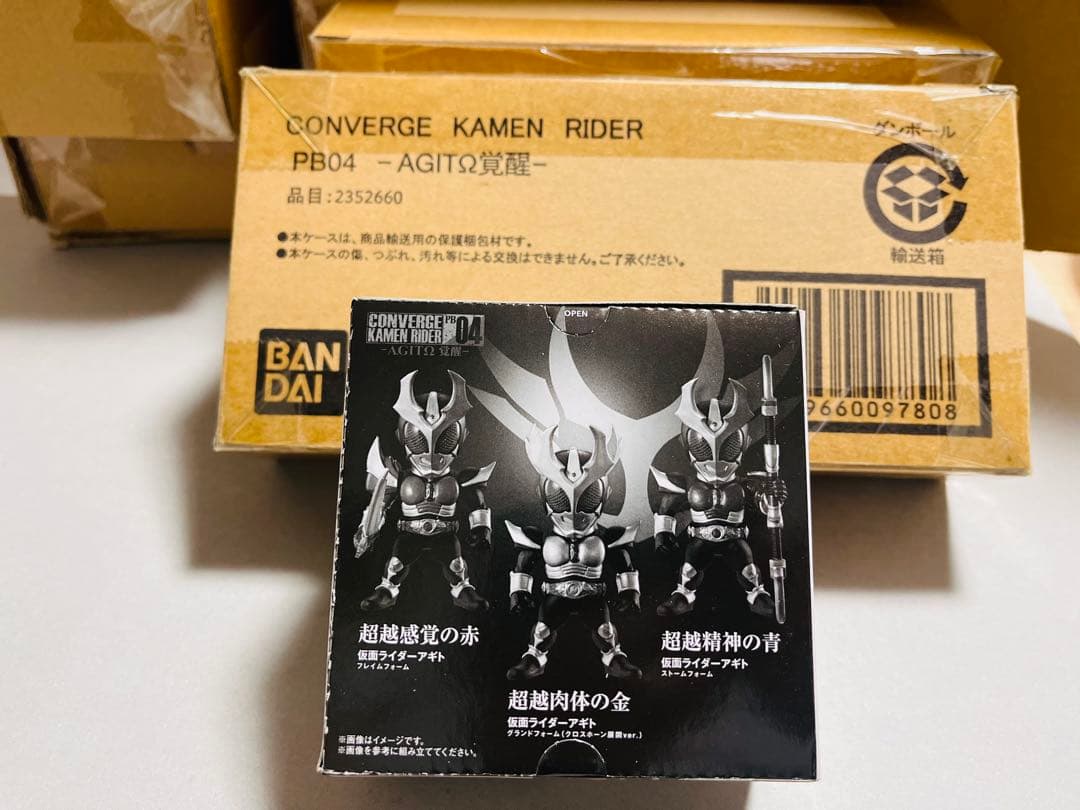 CONVERGE KAMEN RIDER
PB04 -AGITΩ覚醒-
品目:2352660
●本ケースは、商品輸送用の保護梱包材です。
●本ケースの傷、つぶれ、汚れ等による交換はできません。ご了承ください。
ダンボール
輸送箱
BAN
DAI
9660097808
OPEN
CONVERGE
KAMEN RIDER
PB
04
-AGITΩ 覚醒-
超越感覚の赤
仮面ライダーアギト
フレイムフォーム
超越精神の青
仮面ライダーアギト
ストームフォーム
超越肉体の金
仮面ライダーアギト
グランドフォーム(クロスホーン展開ver.)
※画像はイメージです。
※画像を参考に組み立ててください。